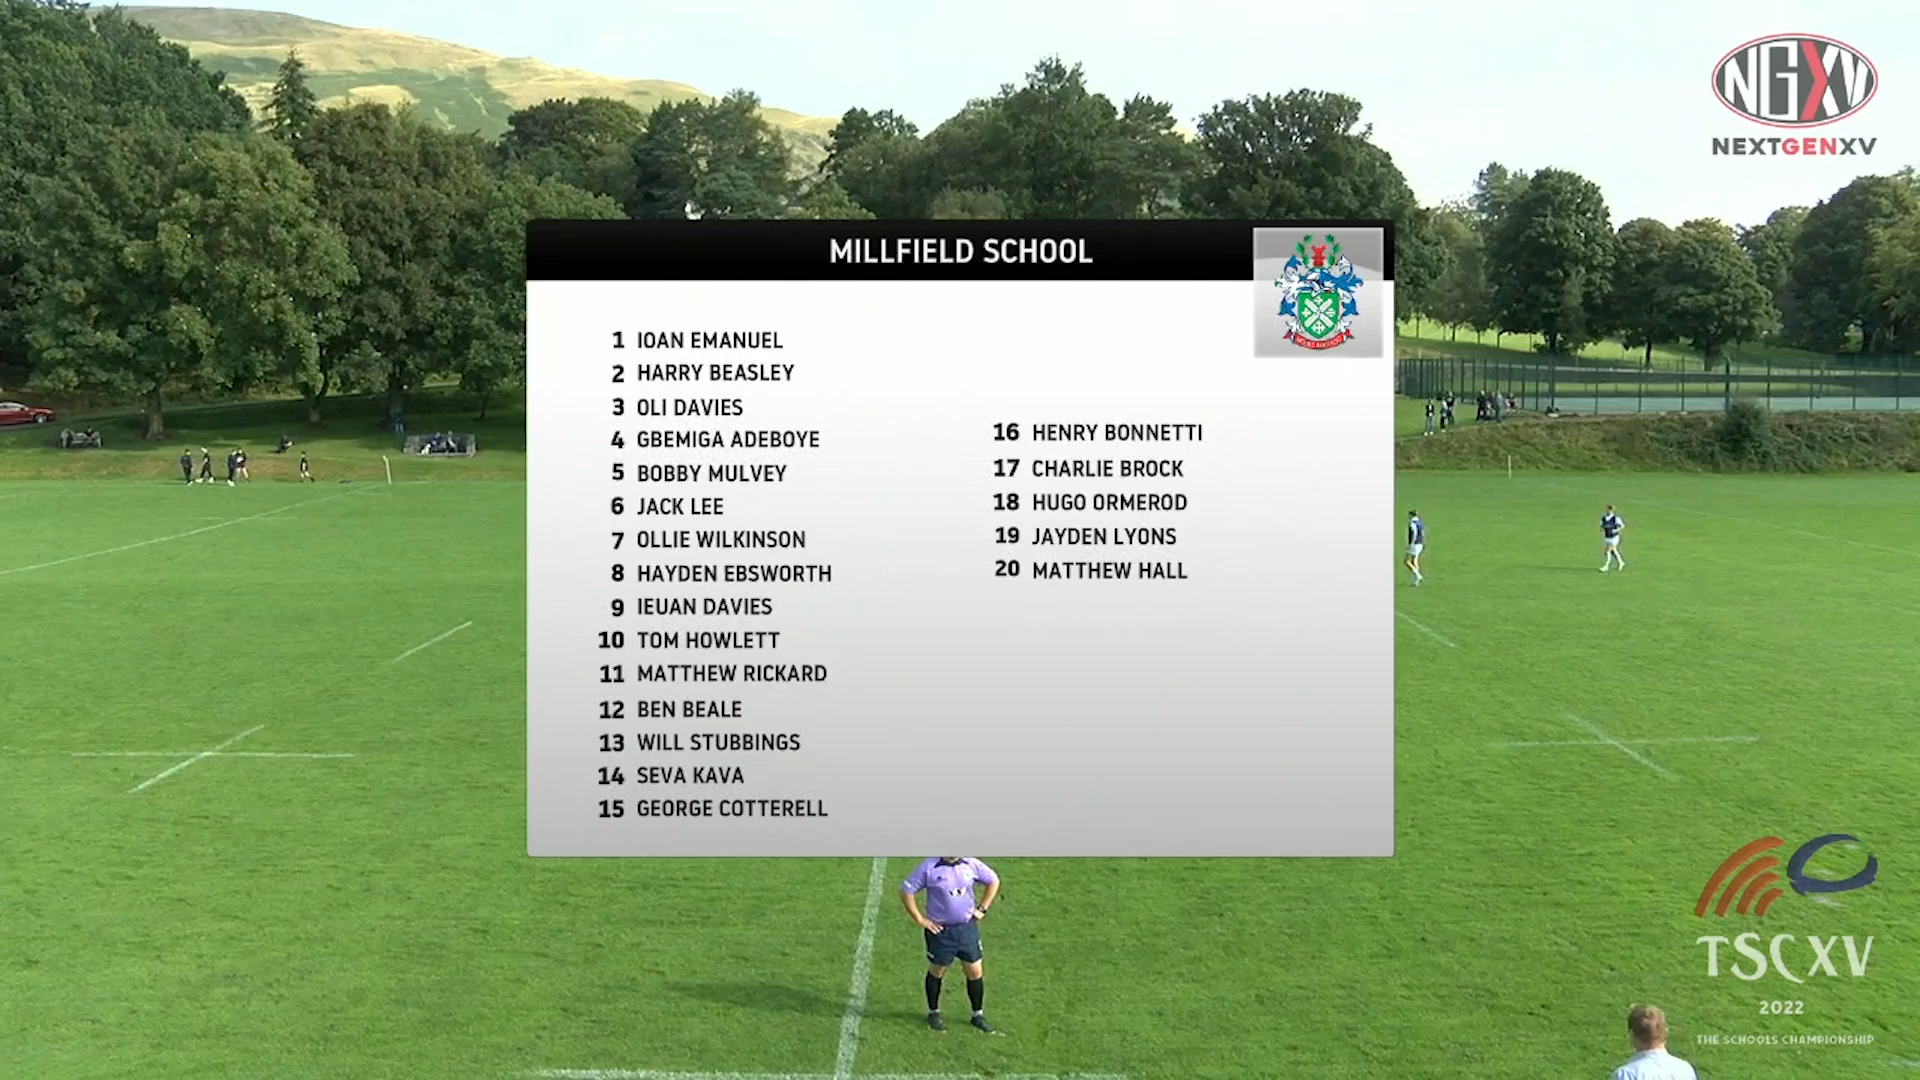 NGXV
NEXTGENXV
MILLFIELD SCHOOL
1 IOAN EMANUEL
2 HARRY BEASLEY
3 OLI DAVIES
4 GBEMIGA ADEBOYE
5 BOBBY MULVEY
6 JACK LEE
7 OLLIE WILKINSON
8 HAYDEN EBSWORTH
9 IEUAN DAVIES
10 TOM HOWLETT
11 MATTHEW RICKARD
12 BEN BEALE
13 WILL STUBBINGS
14 SEVA KAVA
15 GEORGE COTTERELL
16 HENRY BONNETTI
17 CHARLIE BROCK
18 HUGO ORMEROD
19 JAYDEN LYONS
20 MATTHEW HALL
TSCXV
2022
THE SCHOOLS CHAMPIONSHIP